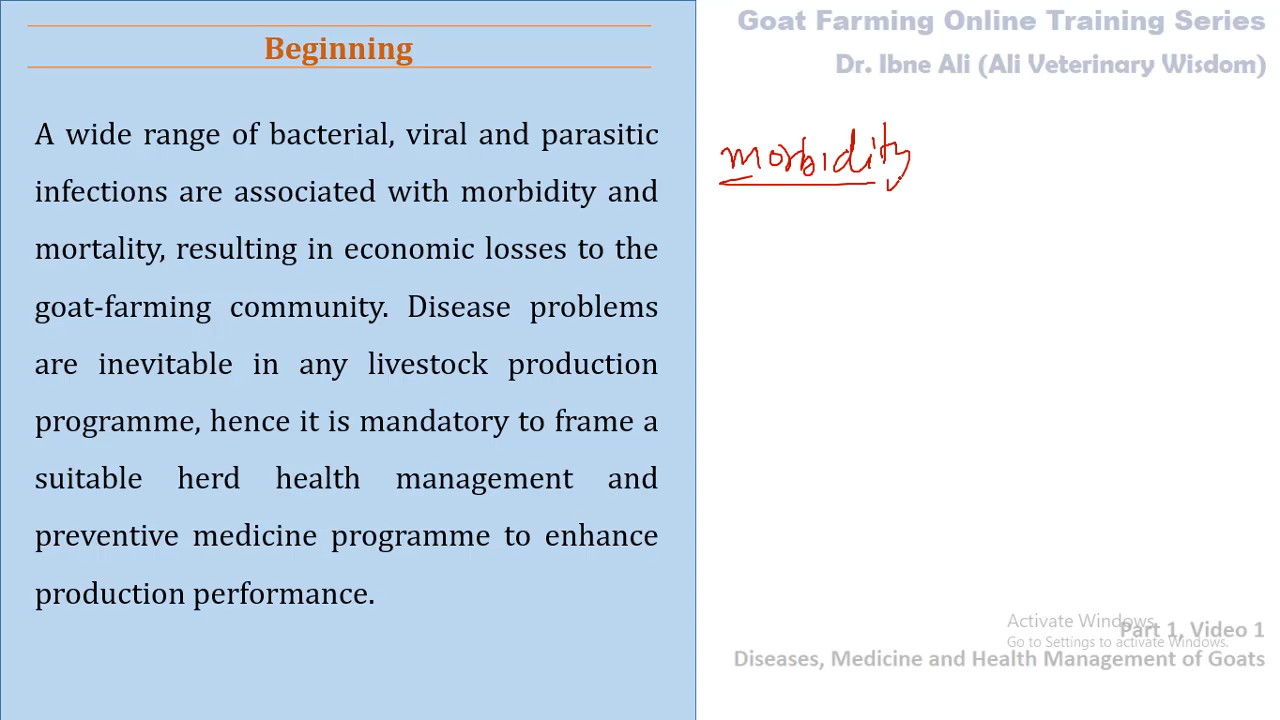 Beginning
A wide range of bacterial, viral and parasitic
infections are associated with morbidity and
mortality, resulting in economic losses to the
goat-farming community. Disease problems
are inevitable in any livestock production
programme, hence it is mandatory to frame a
suitable herd health management and
preventive medicine programme to enhance
production performance.
Goat Farming Online Training Series
Dr. Ibne Ali (Ali Veterinary Wisdom)
morbidity
Activate Windows
Part 1, Video 1
Go to Settings to activate Windows.
Diseases, Medicine and Health Management of Goats